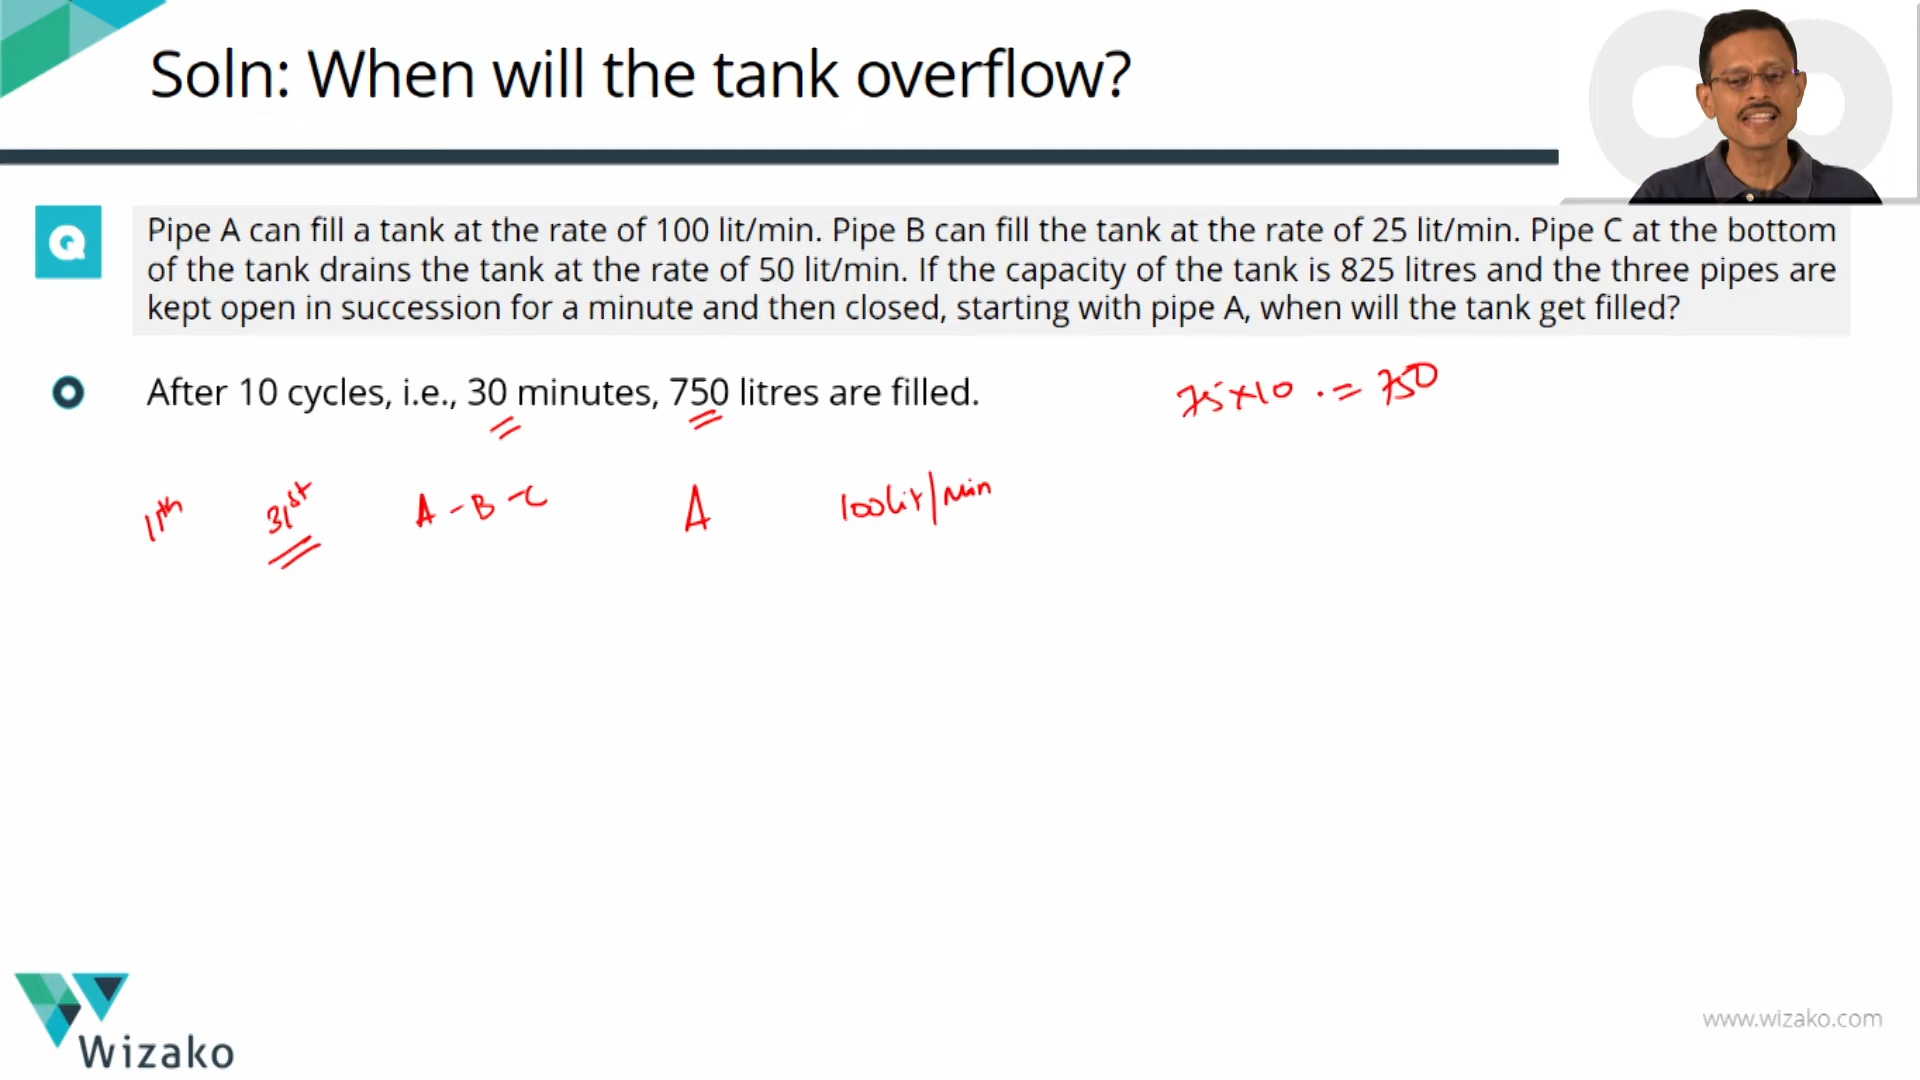 Soln: When will the tank overflow?
Q
Pipe A can fill a tank at the rate of 100 lit/min. Pipe B can fill the tank at the rate of 25 lit/min. Pipe C at the bottom
of the tank drains the tank at the rate of 50 lit/min. If the capacity of the tank is 825 litres and the three pipes are
kept open in succession for a minute and then closed, starting with pipe A, when will the tank get filled?
After 10 cycles, i.e., 30 minutes, 750 litres are filled.
75×10 .= 750
11th 31st A-B-C A 100lit/min
Wizako
www.wizako.com